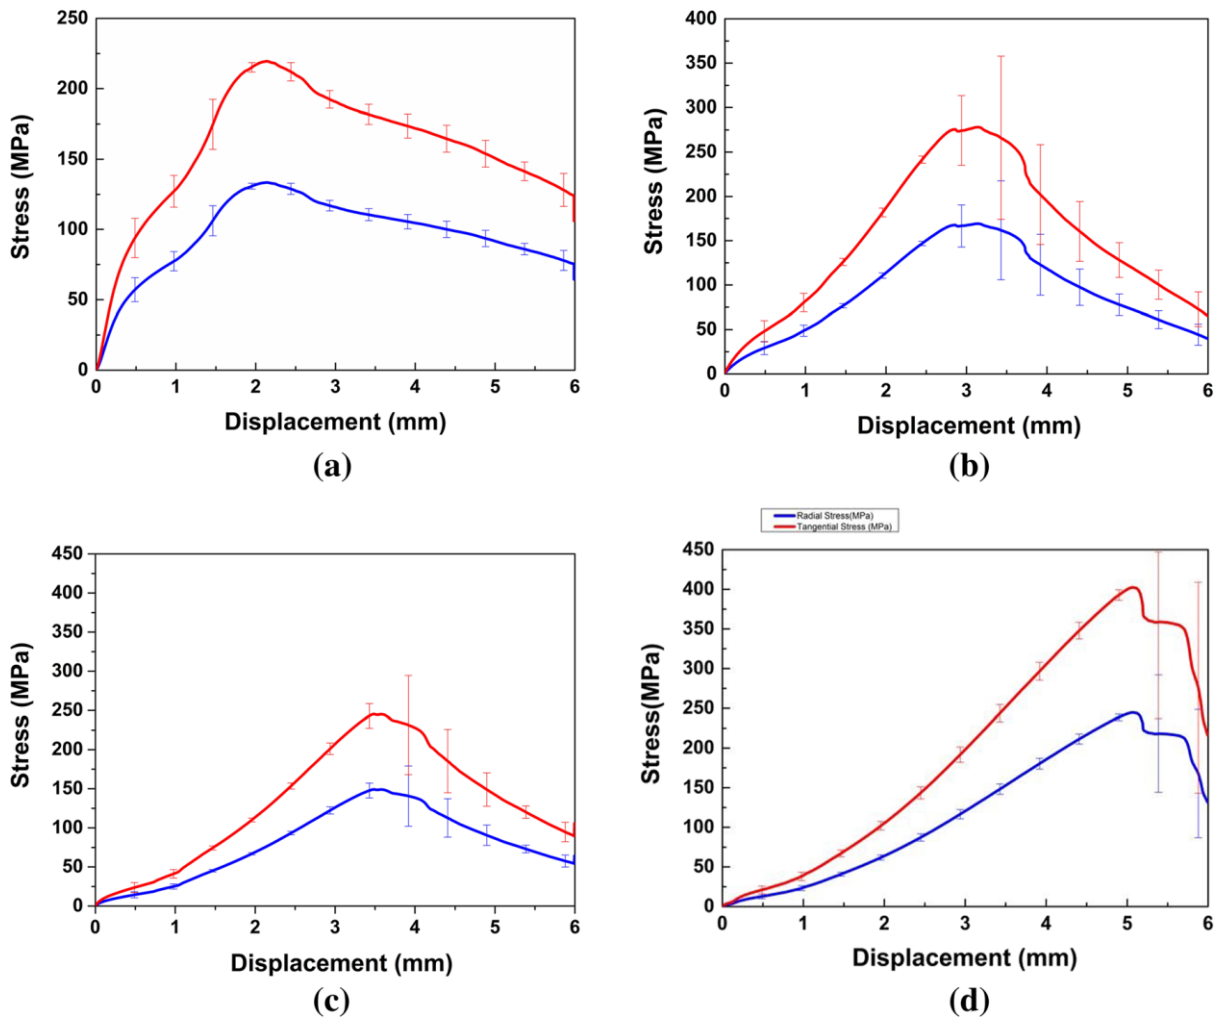 250
200
150
100
50
0
Stress (MPa)
0 1 2 3 4 5 6
Displacement (mm)
(a)
400
350
300
250
200
150
100
50
0
Stress (MPa)
0 1 2 3 4 5 6
Displacement (mm)
(b)
450
400
350
300
250
200
150
100
50
0
Stress (MPa)
0 1 2 3 4 5 6
Displacement (mm)
(c)
Radial Stress(MPa)
Tangential Stress (MPa)
450
400
350
300
250
200
150
100
50
0
Stress(MPa)
0 1 2 3 4 5 6
Displacement (mm)
(d)